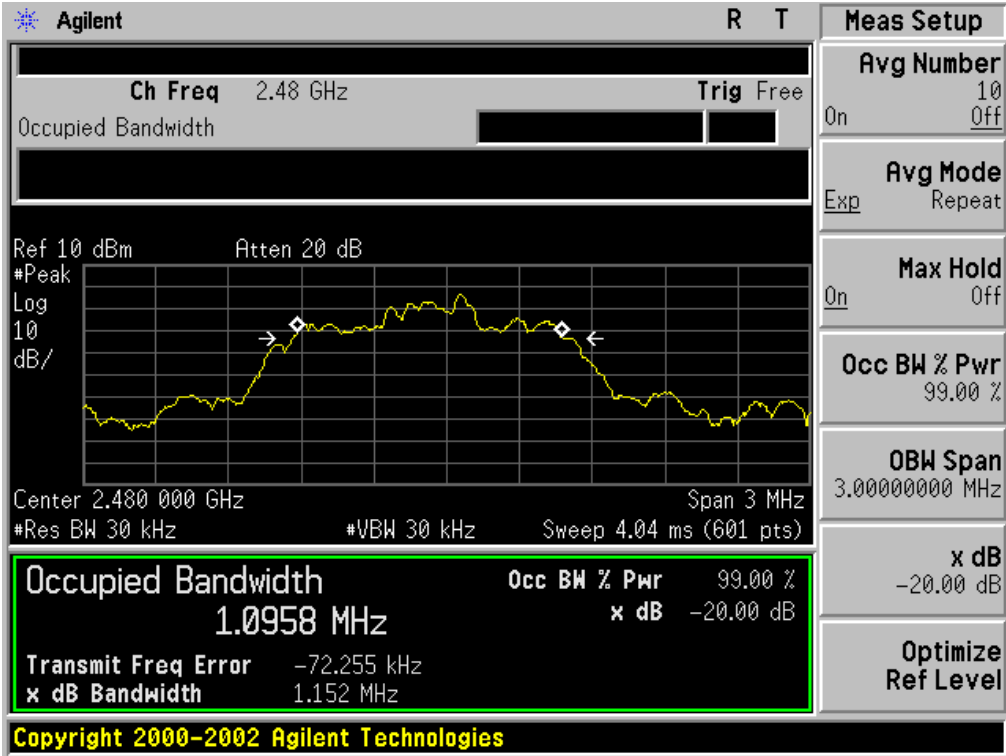 Agilent R T
Ch Freq 2.48 GHz Trig Free
Occupied Bandwidth
Ref 10 dBm Atten 20 dB
#Peak
Log
10
dB/
Center 2.480 000 GHz Span 3 MHz
#Res BW 30 kHz #VBW 30 kHz Sweep 4.04 ms (601 pts)
Occupied Bandwidth Occ BW % Pwr 99.00 %
1.0958 MHz x dB -20.00 dB
Transmit Freq Error -72.255 kHz
x dB Bandwidth 1.152 MHz
Copyright 2000-2002 Agilent Technologies
Meas Setup
Avg Number
10
On Off
Avg Mode
Exp Repeat
Max Hold
On Off
Occ BW % Pwr
99.00 %
OBW Span
3.00000000 MHz
x dB
-20.00 dB
Optimize
Ref Level